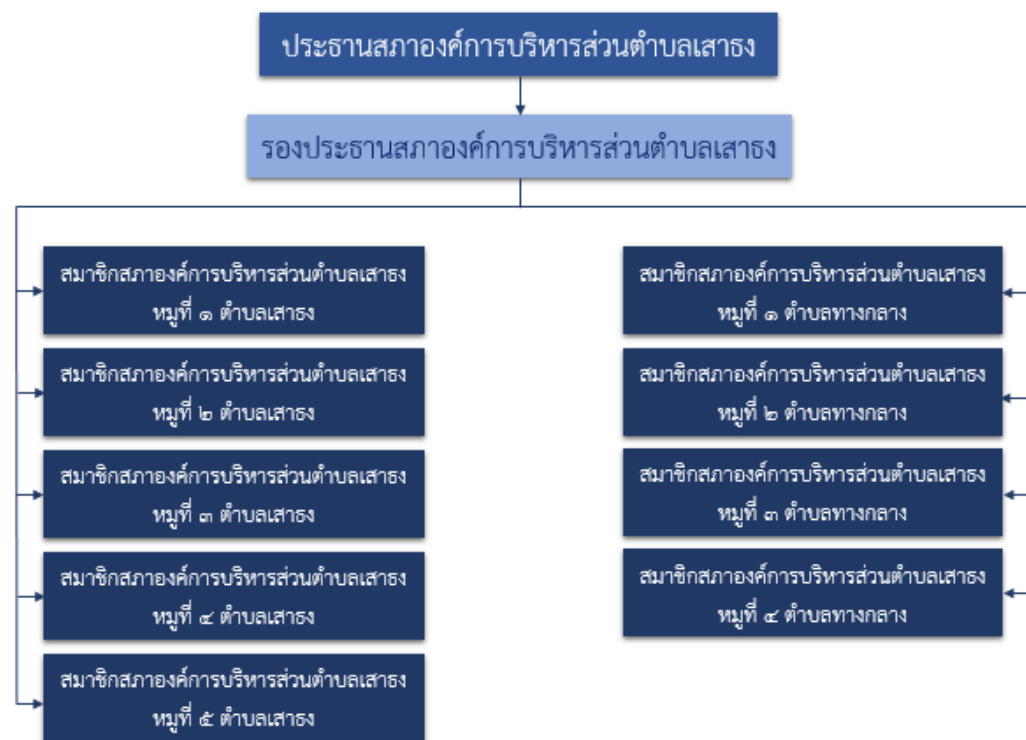 ประธานสภาองค์การบริหารส่วนตำบลเสาธง
รองประธานสภาองค์การบริหารส่วนตำบลเสาธง
สมาชิกสภาองค์การบริหารส่วนตำบลเสาธง
หมู่ที่ ๑ ตำบลเสาธง
สมาชิกสภาองค์การบริหารส่วนตำบลเสาธง
หมู่ที่ ๒ ตำบลเสาธง
สมาชิกสภาองค์การบริหารส่วนตำบลเสาธง
หมู่ที่ ๓ ตำบลเสาธง
สมาชิกสภาองค์การบริหารส่วนตำบลเสาธง
หมู่ที่ ๔ ตำบลเสาธง
สมาชิกสภาองค์การบริหารส่วนตำบลเสาธง
หมู่ที่ ๕ ตำบลเสาธง
สมาชิกสภาองค์การบริหารส่วนตำบลเสาธง
หมู่ที่ ๑ ตำบลทางกลาง
สมาชิกสภาองค์การบริหารส่วนตำบลเสาธง
หมู่ที่ ๒ ตำบลทางกลาง
สมาชิกสภาองค์การบริหารส่วนตำบลเสาธง
หมู่ที่ ๓ ตำบลทางกลาง
สมาชิกสภาองค์การบริหารส่วนตำบลเสาธง
หมู่ที่ ๔ ตำบลทางกลาง